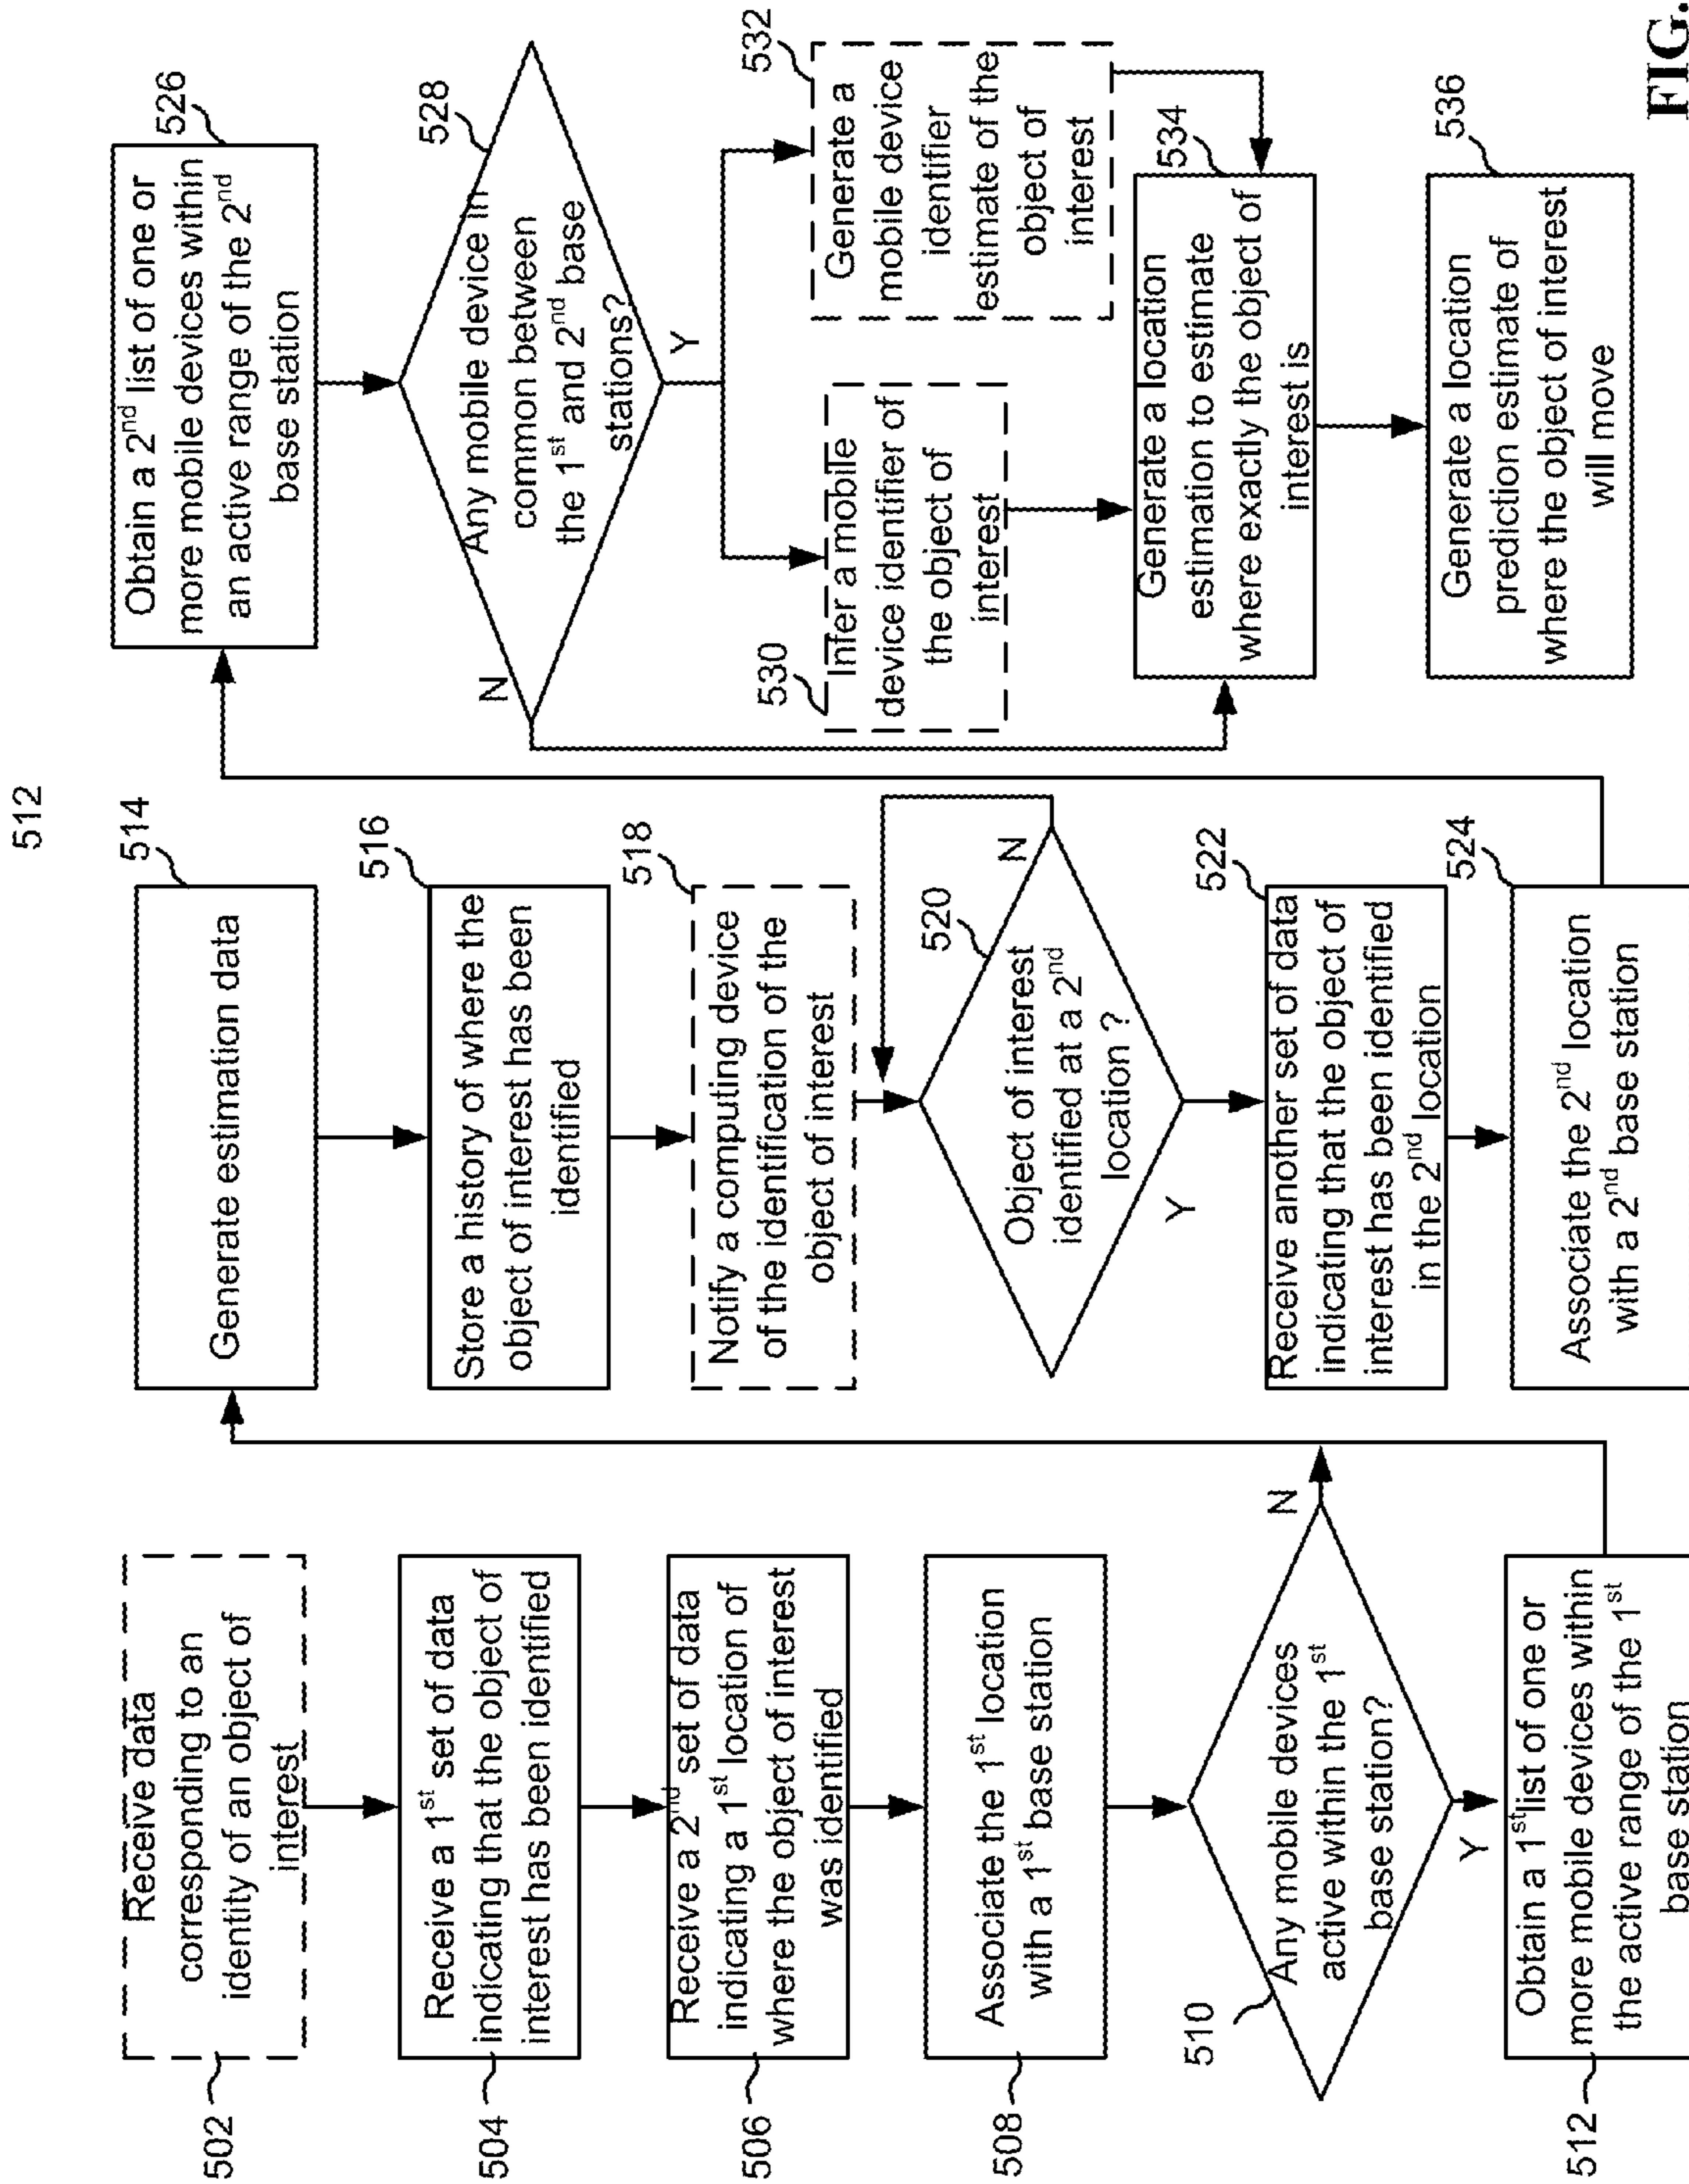 512
502
Receive data
corresponding to an
identity of an object of
interest
504
Receive a 1st set of data
indicating that the object of
interest has been identified
506
Receive a 2nd set of data
indicating a 1st location of
where the object of interest
was identified
508
Associate the 1st location
with a 1st base station
510
Any mobile devices
active within the 1st
base station?
N
Y
512
Obtain a 1st list of one or
more mobile devices within
the active range of the 1st
base station
514
Generate estimation data
516
Store a history of where the
object of interest has been
identified
518
Notify a computing device
of the identification of the
object of interest
520
Object of interest
identified at a 2nd
location ?
N
Y
522
Receive another set of data
indicating that the object of
interest has been identified
in the 2nd location
524
Associate the 2nd location
with a 2nd base station
526
Obtain a 2nd list of one or
more mobile devices within
an active range of the 2nd
base station
528
Any mobile device in
common between
the 1st and 2nd base
stations?
N
Y
530
Infer a mobile
device identifier of
the object of
interest
532
Generate a
mobile device
identifier
estimate of the
object of
interest
534
Generate a location
estimation to estimate
where exactly the object of
interest is
536
Generate a location
prediction estimate of
where the object of interest
will move
FIG.